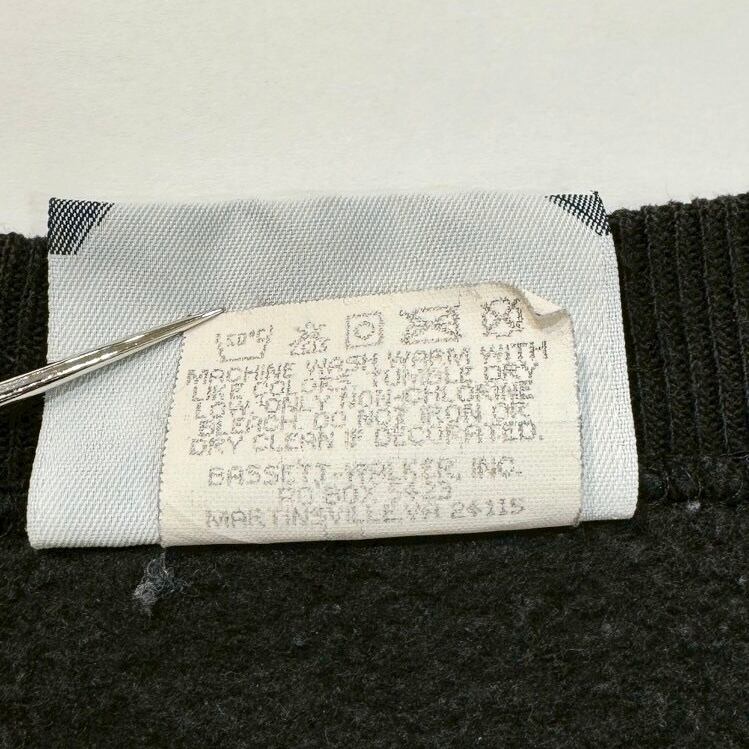 MACHINE WASH WARM WITH
LIKE COLORS. TUMBLE DRY
LOW. ONLY NON-CHLORINE
BLEACH. DO NOT IRON OR
DRY CLEAN IF DECORATED.
BASSETT-WALKER, INC.
PO BOX
MARTINSVILLE, VA 24115